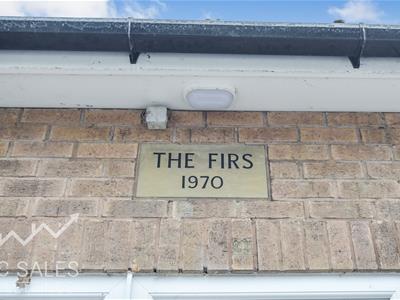 THE FIRS
1970
C SALES